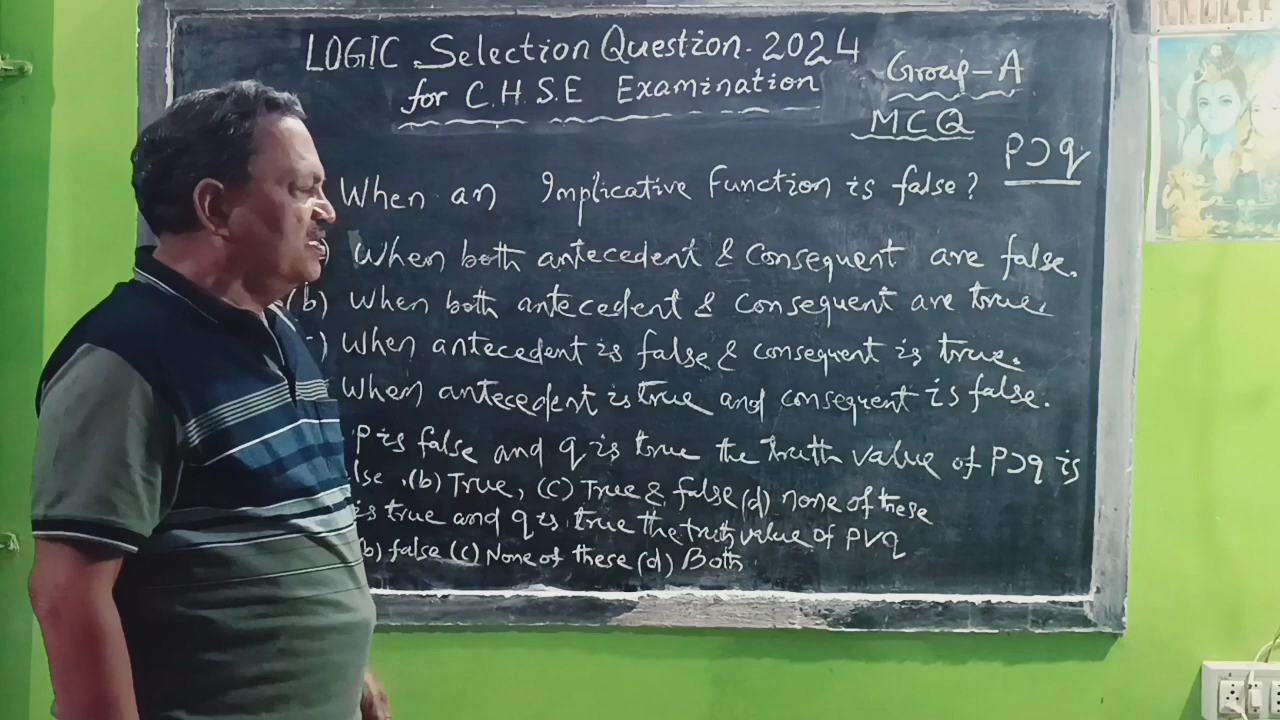 LOGIC Selection Question. 2024
for C.H.S.E Examination
Group-A
MCQ
P⊃q
When an Implicative Function is false?
) When both antecedent & Consequent are false.
(b) When both antecedent & Consequent are true.
) When antecedent is false & consequent is true.
When antecedent is true and consequent is false.
P is false and q is true the truth value of P⊃q is
lse .(b) True, (c) True & false (d) none of these
is true and q is true the truth value of PVq
(b) false (c) None of these (d) Both.